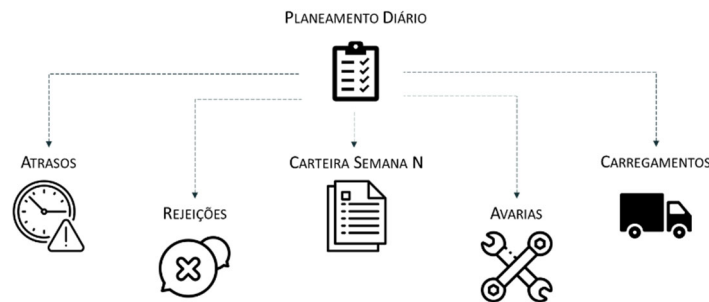 PLANEAMENTO DIÁRIO
ATRASOS
CARTEIRA SEMANA N
CARREGAMENTOS
REJEIÇÕES
AVARIAS